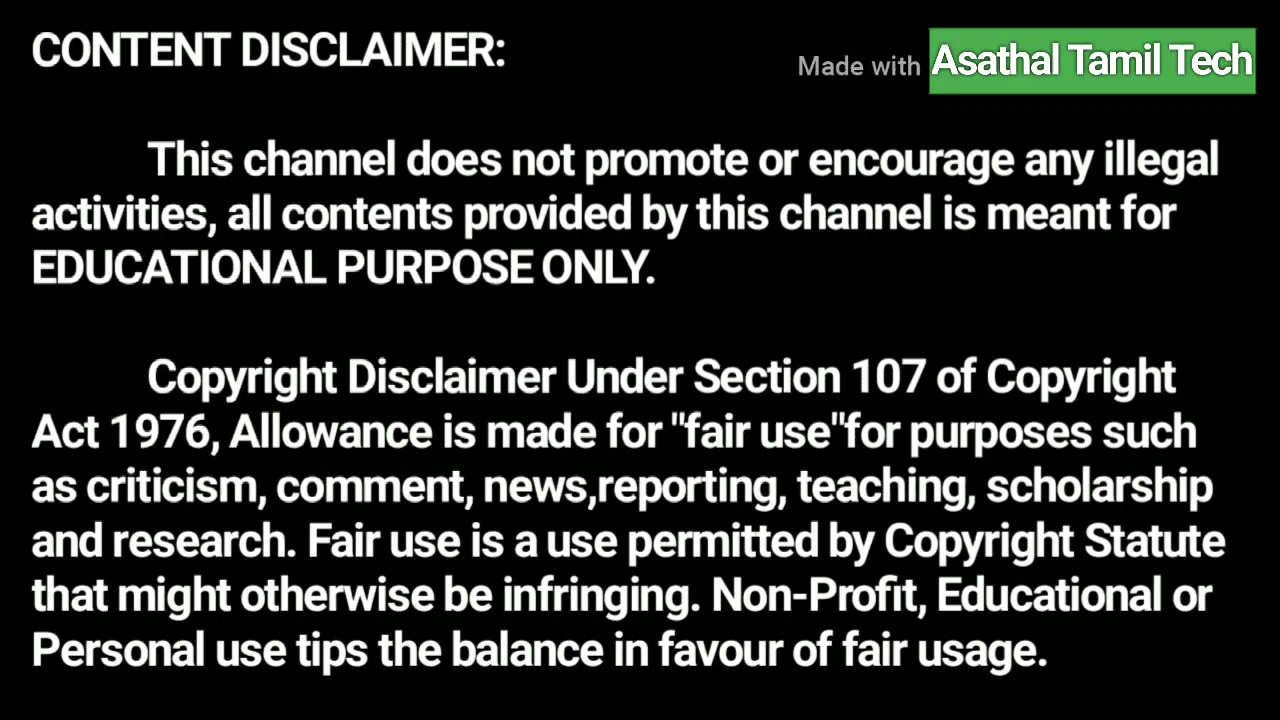 CONTENT DISCLAIMER:
Made with Asathal Tamil Tech
This channel does not promote or encourage any illegal
activities, all contents provided by this channel is meant for
EDUCATIONAL PURPOSE ONLY.
Copyright Disclaimer Under Section 107 of Copyright
Act 1976, Allowance is made for "fair use"for purposes such
as criticism, comment, news,reporting, teaching, scholarship
and research. Fair use is a use permitted by Copyright Statute
that might otherwise be infringing. Non-Profit, Educational or
Personal use tips the balance in favour of fair usage.